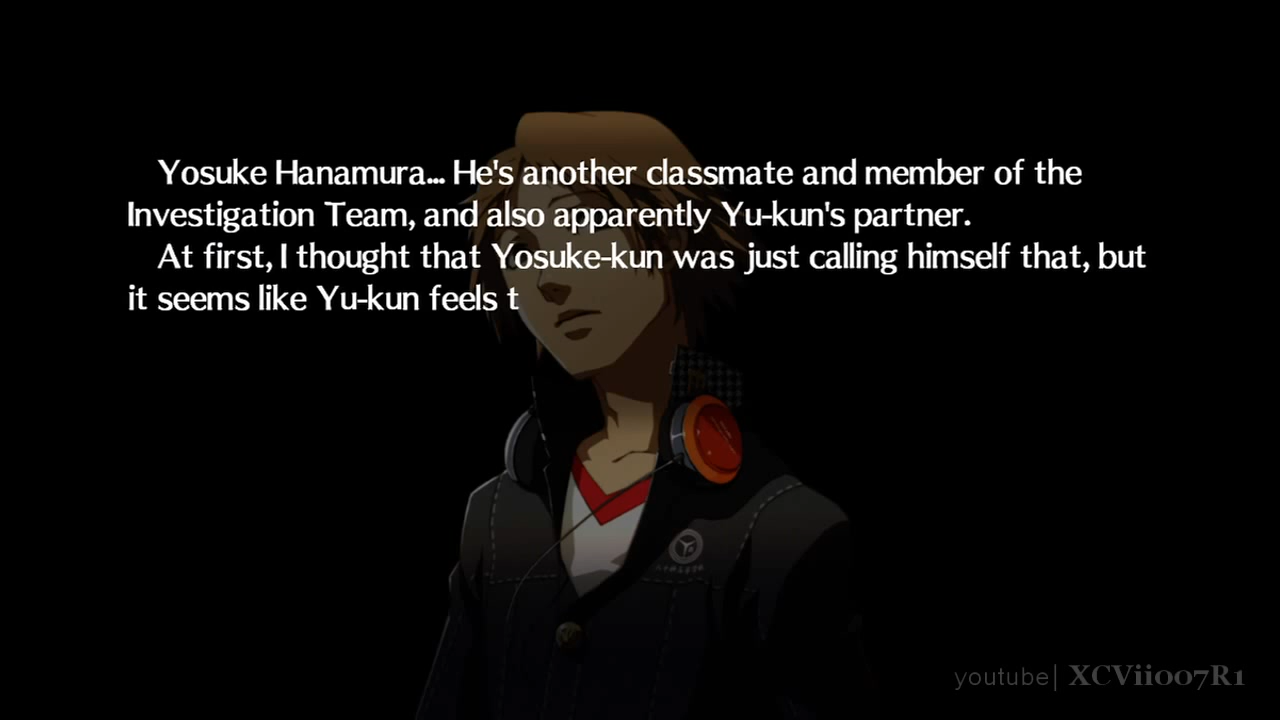 Yosuke Hanamura... He's another classmate and member of the
Investigation Team, and also apparently Yu-kun's partner.
At first, I thought that Yosuke-kun was just calling himself that, but
it seems like Yu-kun feels t
youtube| XCVii007R1